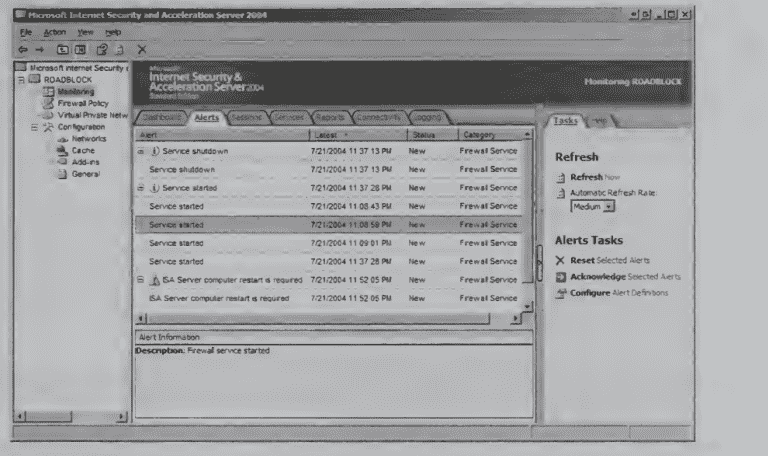 Microsoft Internet Security and Acceleration Server 2004
File Action View Help
Microsoft Internet Security
ROADBLOCK
Monitoring
Firewall Policy
Virtual Private Netw
Configuration
Networks
Cache
Add-ins
General
Microsoft
Internet Security &
Acceleration Server 2004
Standard Edition
Monitoring ROADBLOCK
Dashboard Alerts Sessions Services Reports Connectivity Logging
Alert Latest Status Category
Service shutdown 7/21/2004 11 37 13 PM New Firewall Service
Service shutdown 7/21/2004 11 37 13 PM New Firewall Service
Service started 7/21/2004 11 37 28 PM New Firewall Service
Service started 7/21/2004 11 08 43 PM New Firewall Service
Service started 7/21/2004 11 08 59 PM New Firewall Service
Service started 7/21/2004 11 09 01 PM New Firewall Service
Service started 7/21/2004 11 37 28 PM New Firewall Service
ISA Server computer restart is required 7/21/2004 11 52 05 PM New Firewall Service
ISA Server computer restart is required 7/21/2004 11 52 05 PM New Firewall Service
Alert Information
Description: Firewall service started
Tasks
Refresh
Refresh Now
Automatic Refresh Rate:
Medium
Alerts Tasks
Reset Selected Alerts
Acknowledge Selected Alerts
Configure Alert Definitions